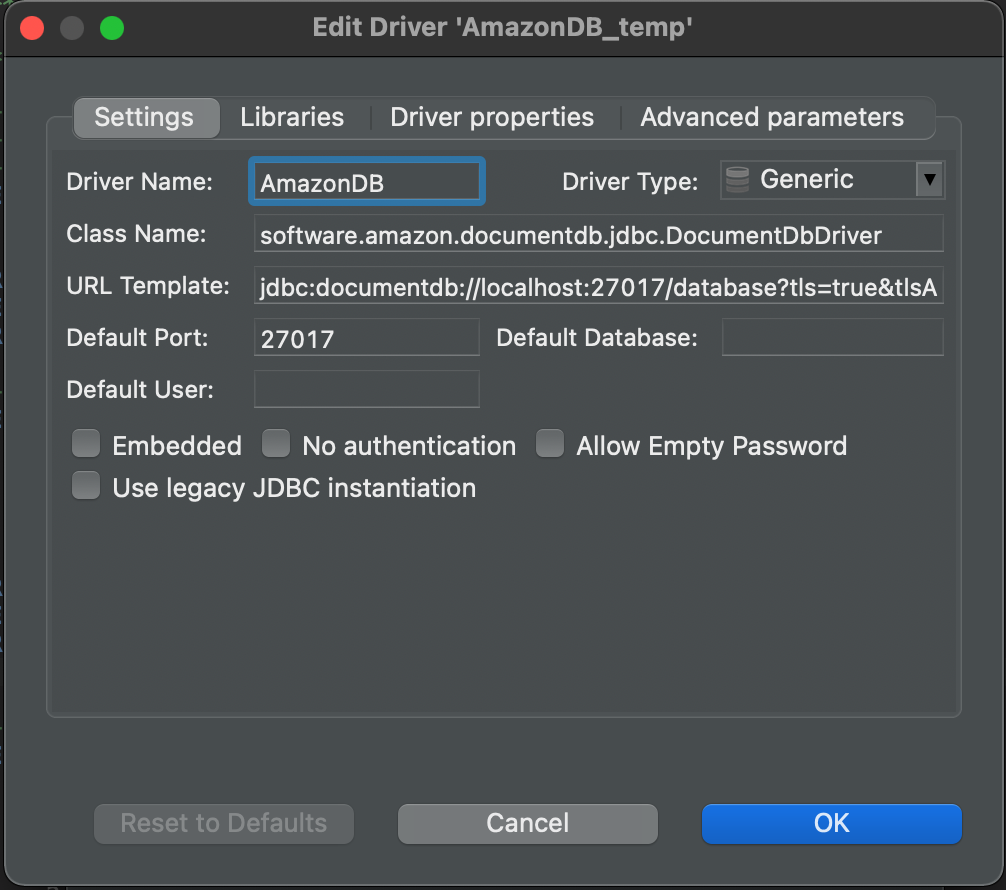 Edit Driver 'AmazonDB_temp'
Settings Libraries Driver properties Advanced parameters
Driver Name: AmazonDB Driver Type: Generic
Class Name: software.amazon.documentdb.jdbc.DocumentDbDriver
URL Template: jdbc:documentdb://localhost:27017/database?tls=true&tlsA
Default Port: 27017 Default Database:
Default User:
Embedded No authentication Allow Empty Password
Use legacy JDBC instantiation
Reset to Defaults Cancel OK